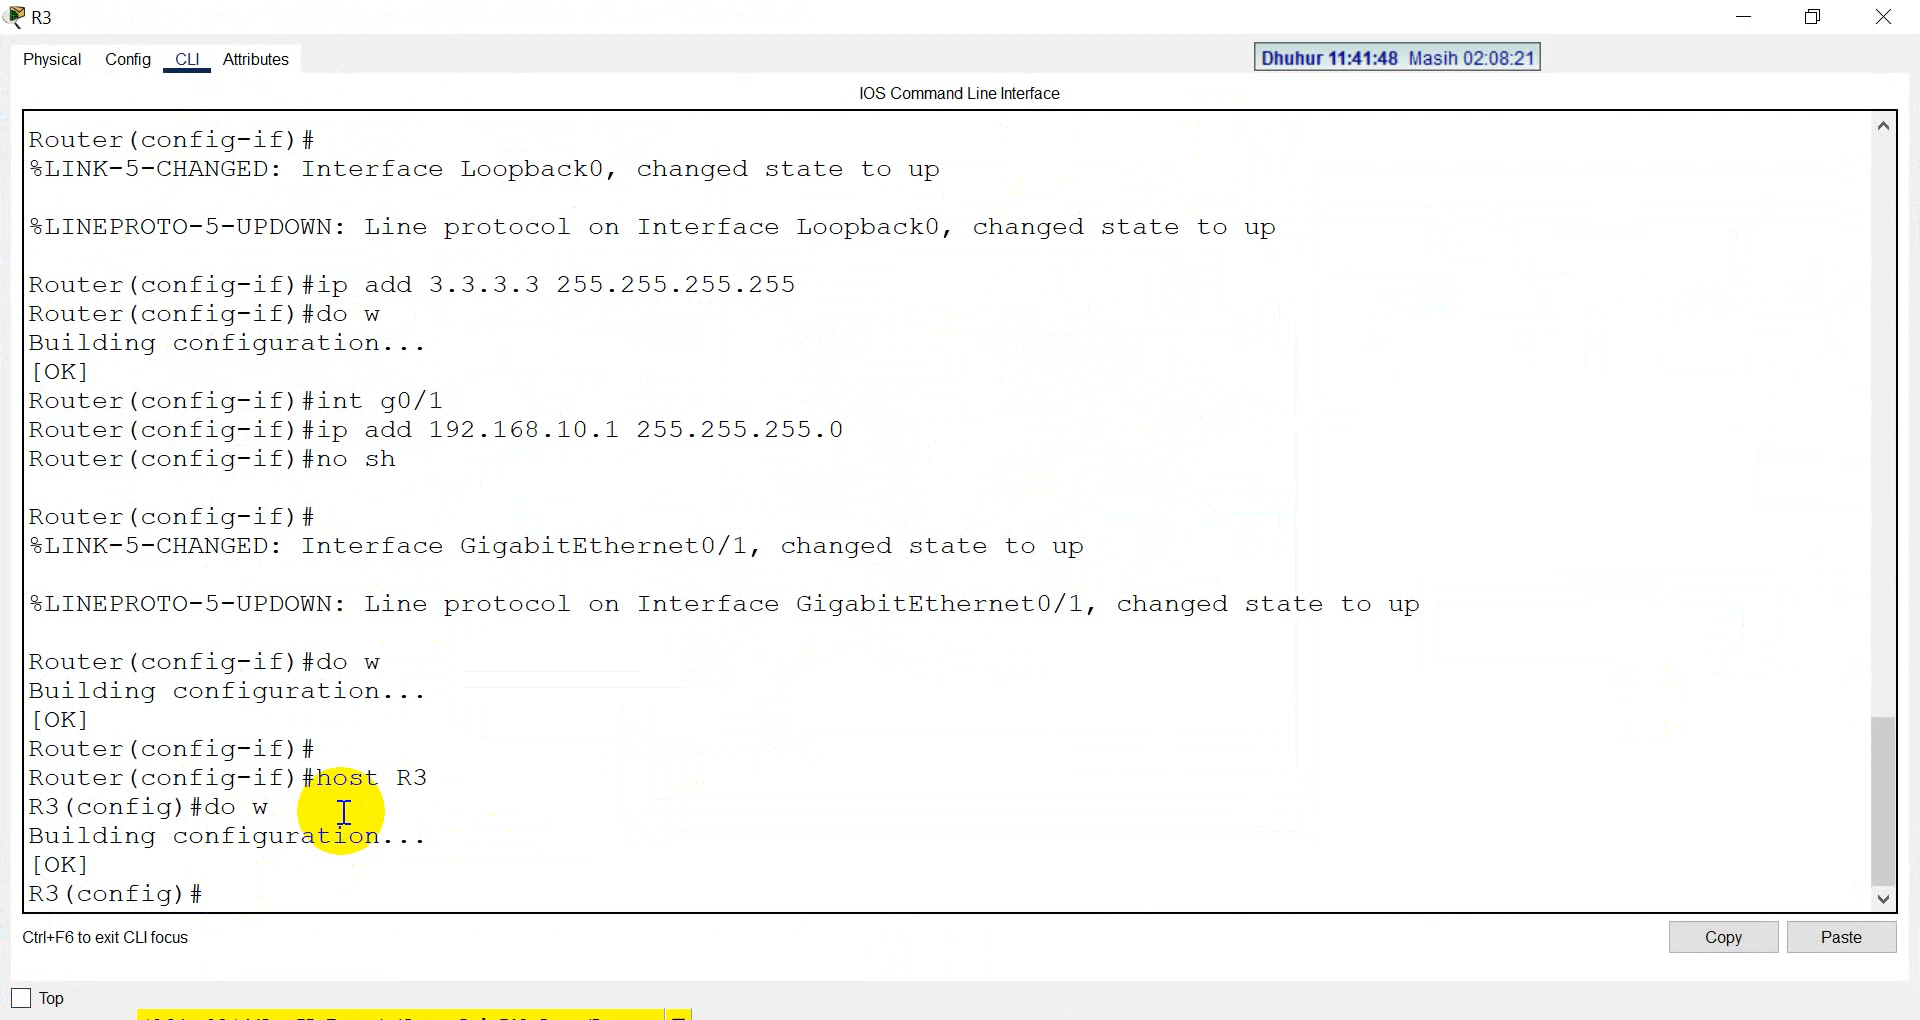 R3
Physical Config CLI Attributes
Dhuhur 11:41:48 Masih 02:08:21
IOS Command Line Interface
Router(config-if)#
%LINK-5-CHANGED: Interface Loopback0, changed state to up
%LINEPROTO-5-UPDOWN: Line protocol on Interface Loopback0, changed state to up
Router(config-if)#ip add 3.3.3.3 255.255.255.255
Router(config-if)#do w
Building configuration...
[OK]
Router(config-if)#int g0/1
Router(config-if)#ip add 192.168.10.1 255.255.255.0
Router(config-if)#no sh
Router(config-if)#
%LINK-5-CHANGED: Interface GigabitEthernet0/1, changed state to up
%LINEPROTO-5-UPDOWN: Line protocol on Interface GigabitEthernet0/1, changed state to up
Router(config-if)#do w
Building configuration...
[OK]
Router(config-if)#
Router(config-if)#host R3
R3(config)#do w
Building configuration...
[OK]
R3(config)#
Ctrl+F6 to exit CLI focus
Copy Paste
Top